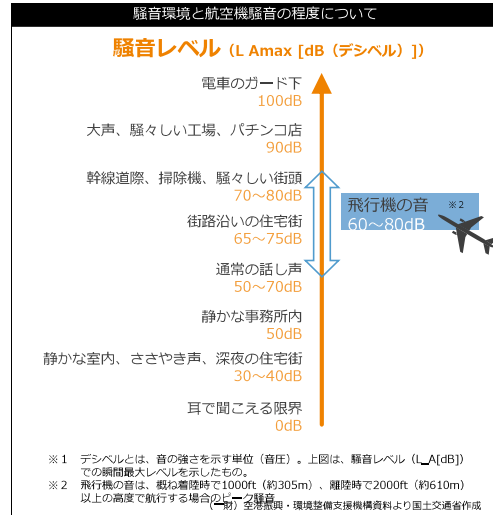 騒音環境と航空機騒音の程度について
騒音レベル（L Amax [dB（デシベル）])
電車のガード下
100dB
大声、騒々しい工場、パチンコ店
90dB
幹線道際、掃除機、騒々しい街頭
70～80dB
飛行機の音 ※2
60～80dB
街路沿いの住宅街
65～75dB
通常の話し声
50～70dB
静かな事務所内
50dB
静かな室内、ささやき声、深夜の住宅街
30～40dB
耳で聞こえる限界
0dB
※1 デシベルとは、音の強さを示す単位（音圧）。上図は、騒音レベル（L_A[dB]）
での瞬間最大レベルを示したもの。
※2 飛行機の音は、概ね着陸時で1000ft（約305m）、離陸時で2000ft（約610m）
以上の高度で航行する場合のピーク騒音
（一財）空港振興・環境整備支援機構資料より国土交通省作成